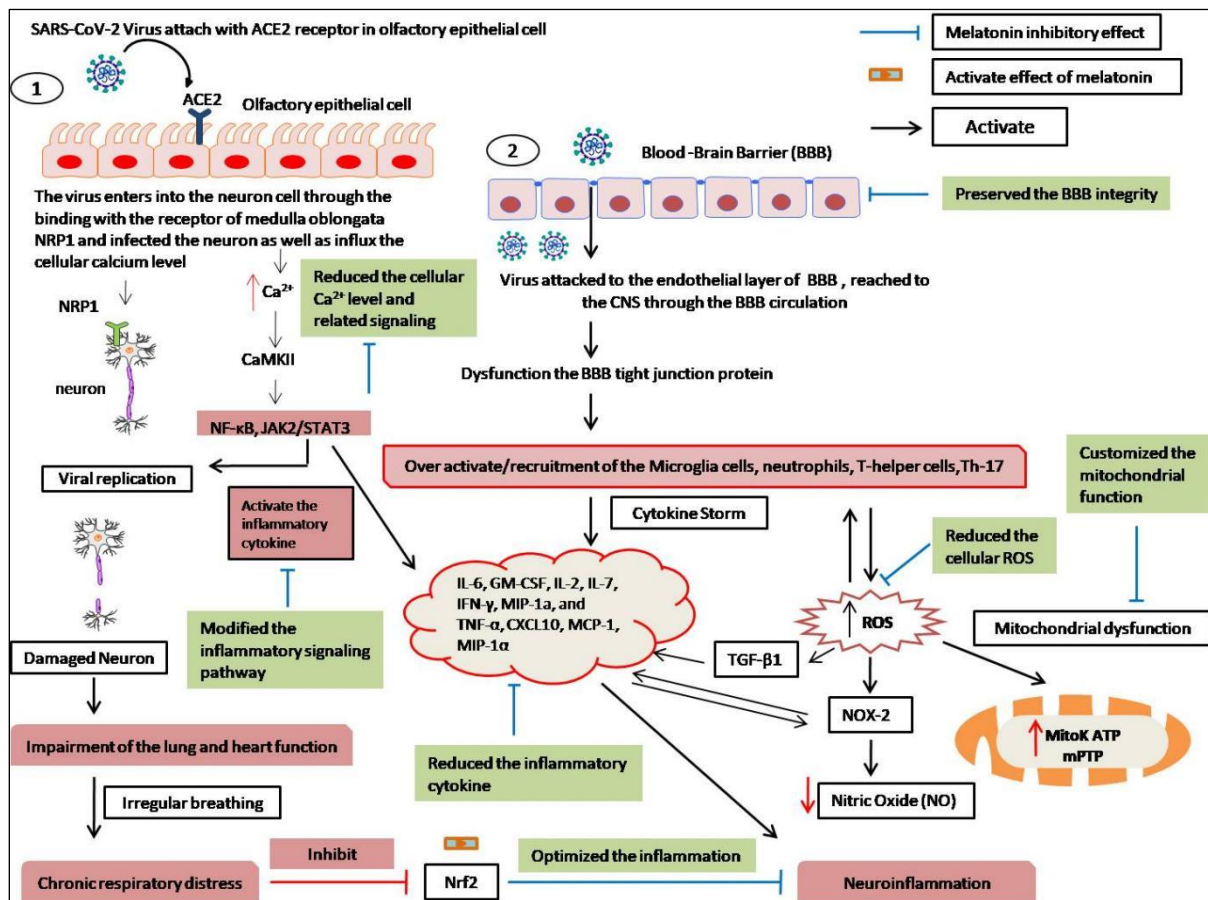 SARS-CoV-2 Virus attach with ACE2 receptor in olfactory epithelial cell
1
ACE2
Olfactory epithelial cell
The virus enters into the neuron cell through the
binding with the receptor of medulla oblongata
NRP1 and infected the neuron as well as influx the
cellular calcium level
NRP1
neuron
Ca²⁺
CaMKII
NF-κB, JAK2/STAT3
Reduced the cellular
Ca²⁺ level and
related signaling
Viral replication
Activate the
inflammatory
cytokine
Modified the
inflammatory signaling
pathway
Damaged Neuron
Impairment of the lung and heart function
Irregular breathing
Chronic respiratory distress
Inhibit
Nrf2
Optimized the inflammation
Neuroinflammation
Melatonin inhibitory effect
Activate effect of melatonin
Activate
2
Blood -Brain Barrier (BBB)
Preserved the BBB integrity
Virus attacked to the endothelial layer of BBB , reached to
the CNS through the BBB circulation
Dysfunction the BBB tight junction protein
Over activate/recruitment of the Microglia cells, neutrophils, T-helper cells,Th-17
Cytokine Storm
IL-6, GM-CSF, IL-2, IL-7,
IFN-γ, MIP-1a, and
TNF-α, CXCL10, MCP-1,
MIP-1α
Reduced the inflammatory
cytokine
Customized the
mitochondrial
function
Reduced the
cellular ROS
ROS
Mitochondrial dysfunction
TGF-β1
NOX-2
Nitric Oxide (NO)
MitoK ATP
mPTP